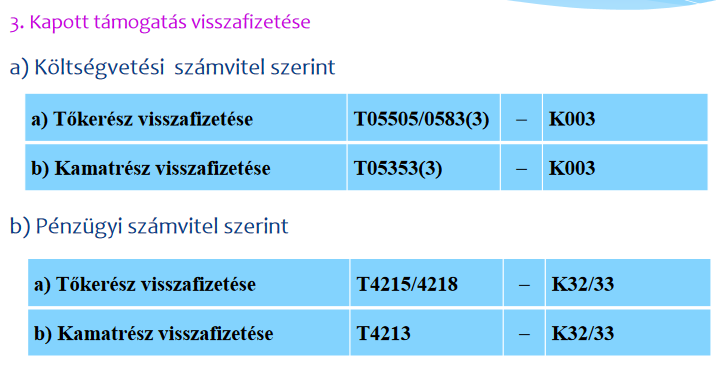 3. Kapott támogatás visszafizetése
a) Költségvetési számvitel szerint
a) Tőkerész visszafizetése T05505/0583(3) – K003
b) Kamatrész visszafizetése T05353(3) – K003
b) Pénzügyi számvitel szerint
a) Tőkerész visszafizetése T4215/4218 – K32/33
b) Kamatrész visszafizetése T4213 – K32/33